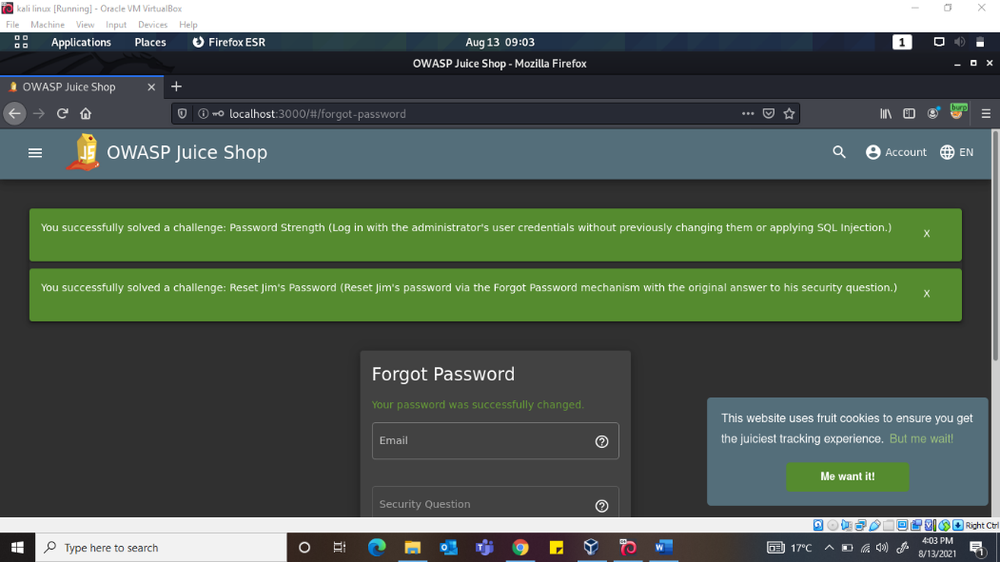 kali linux [Running] - Oracle VM VirtualBox
File Machine View Input Devices Help
Applications Places Firefox ESR Aug 13 09:03 1
OWASP Juice Shop - Mozilla Firefox
OWASP Juice Shop
localhost:3000/#/forgot-password
burp
JS
OWASP Juice Shop Account EN
You successfully solved a challenge: Password Strength (Log in with the administrator's user credentials without previously changing them or applying SQL Injection.)
X
You successfully solved a challenge: Reset Jim's Password (Reset Jim's password via the Forgot Password mechanism with the original answer to his security question.)
X
Forgot Password
Your password was successfully changed.
Email
Security Question
This website uses fruit cookies to ensure you get
the juiciest tracking experience. But me wait!
Me want it!
Right Ctrl
Type here to search
17°C
4:03 PM
8/13/2021
1